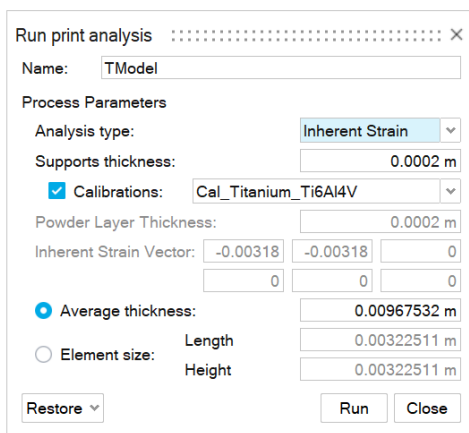 Run print analysis
Name: TModel
Process Parameters
Analysis type: Inherent Strain
Supports thickness: 0.0002 m
Calibrations: Cal_Titanium_Ti6Al4V
Powder Layer Thickness: 0.0002 m
Inherent Strain Vector: -0.00318 -0.00318 0
0 0 0
Average thickness: 0.00967532 m
Element size: Length 0.00322511 m
Height 0.00322511 m
Restore Run Close